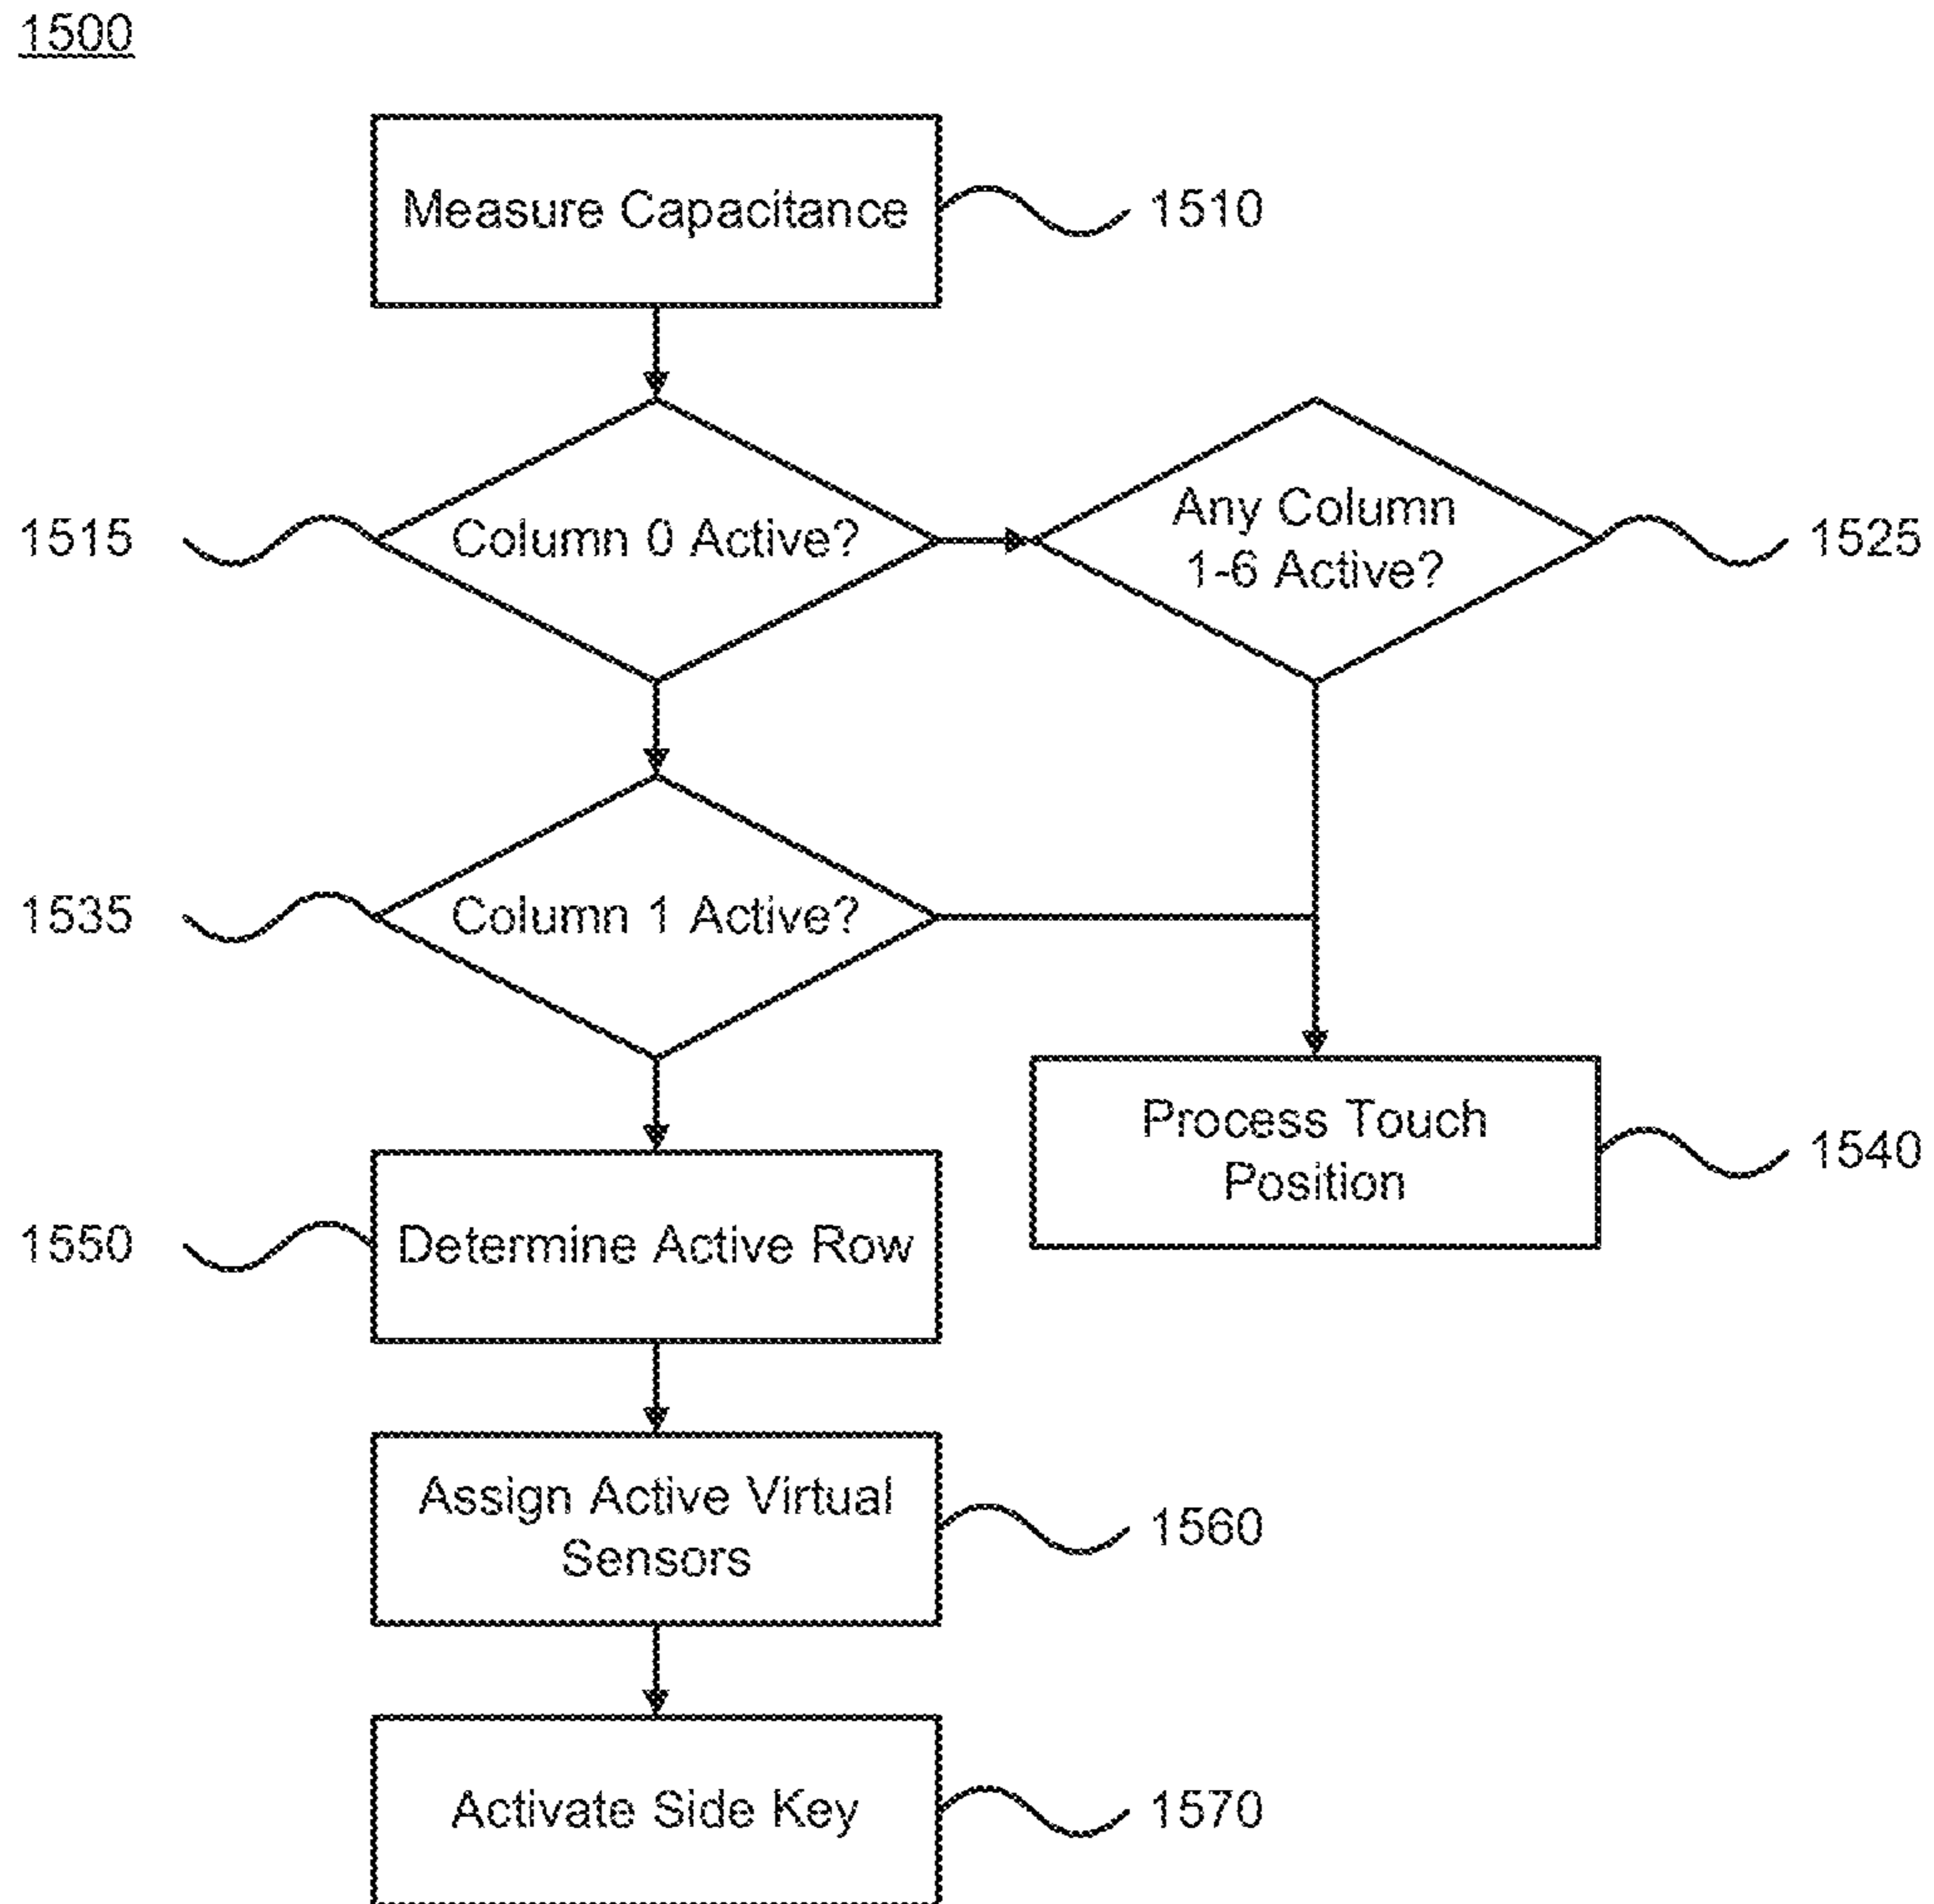 1500
Measure Capacitance
1510
1515
Column 0 Active?
Any Column
1-6 Active?
1525
1535
Column 1 Active?
Process Touch
Position
1540
1550
Determine Active Row
Assign Active Virtual
Sensors
1560
Activate Side Key
1570